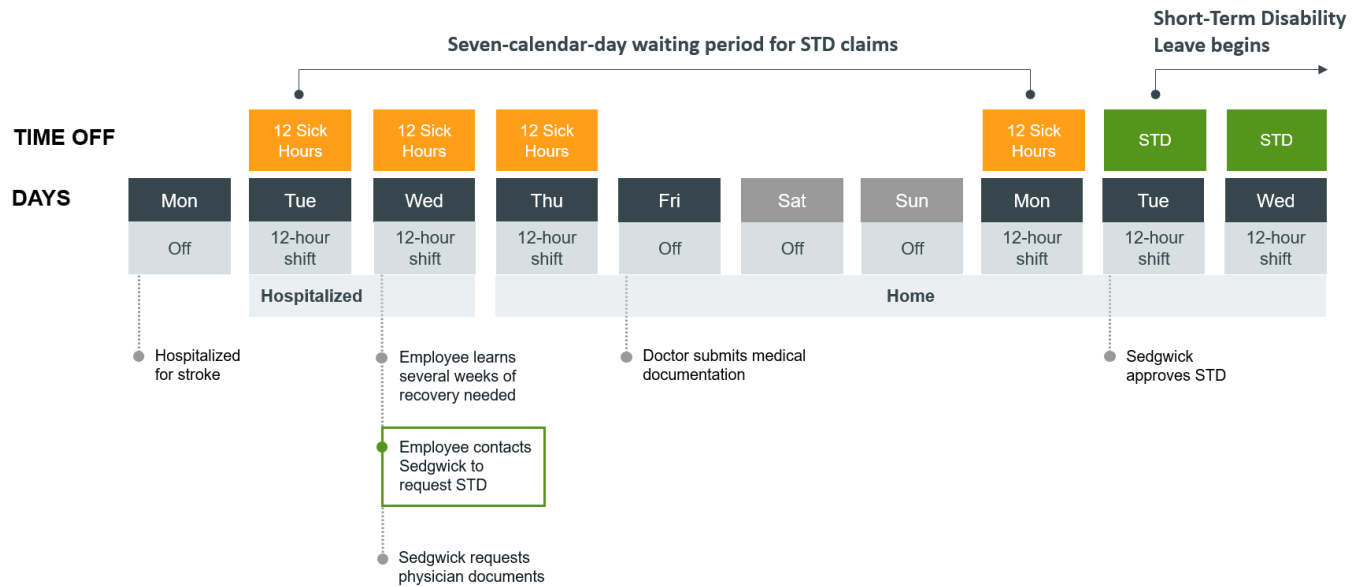 Short-Term Disability
Leave begins
Seven-calendar-day waiting period for STD claims
TIME OFF
12 Sick
Hours
12 Sick
Hours
12 Sick
Hours
12 Sick
Hours
STD
STD
DAYS
Mon
Tue
Wed
Thu
Fri
Sat
Sun
Mon
Tue
Wed
Off
12-hour
shift
12-hour
shift
12-hour
shift
Off
Off
Off
12-hour
shift
12-hour
shift
12-hour
shift
Hospitalized
Home
Hospitalized
for stroke
Employee learns
several weeks of
recovery needed
Doctor submits medical
documentation
Sedgwick
approves STD
Employee contacts
Sedgwick to
request STD
Sedgwick requests
physician documents